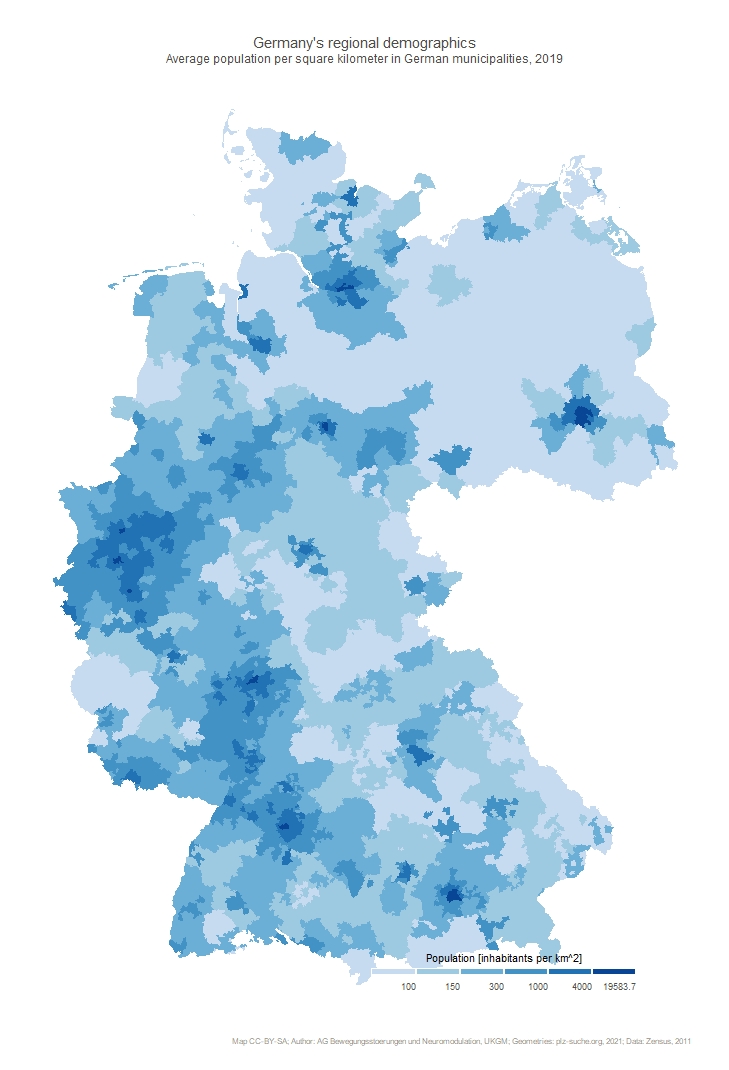 Germany's regional demographics
Average population per square kilometer in German municipalities, 2019
Population [inhabitants per km^2]
100 150 300 1000 4000 19583.7
Map CC-BY-SA; Author: AG Bewegungsstoerungen und Neuromodulation, UKGM; Geometries: plz-suche.org, 2021; Data: Zensus, 2011